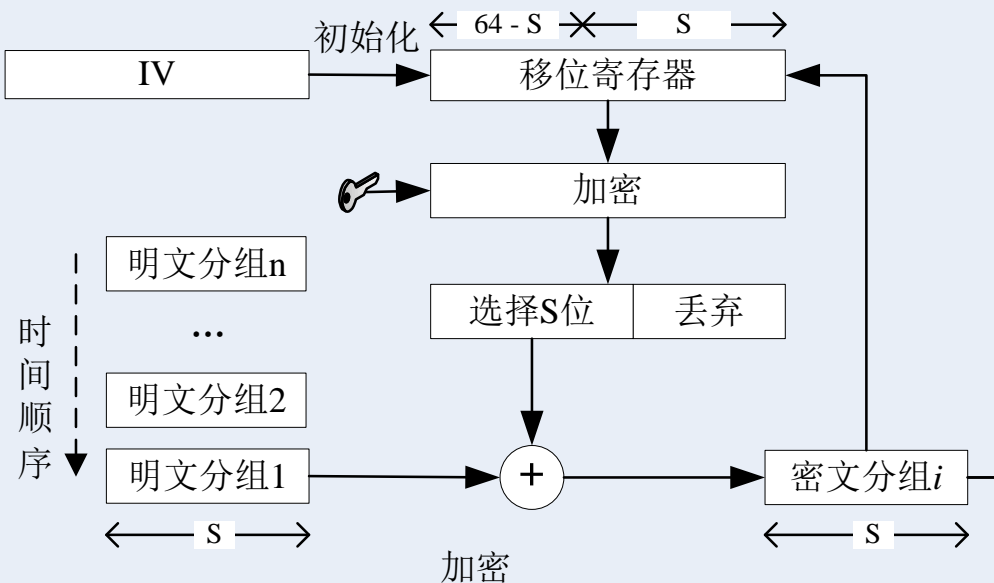 64 - S
S
初始化
IV
移位寄存器
加密
明文分组n
选择S位
丢弃
...
时间顺序
明文分组2
明文分组1
+
密文分组i
S
S
加密